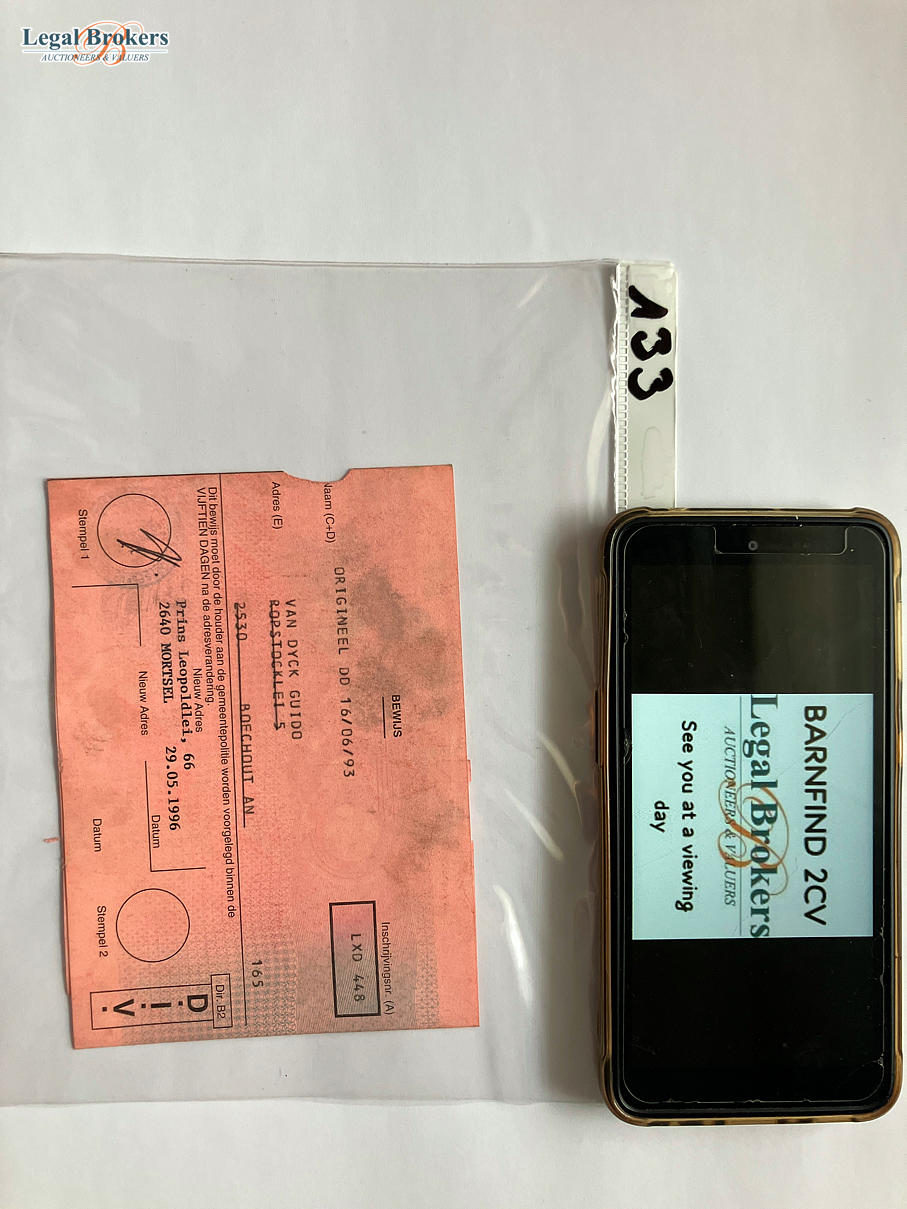 Legal Brokers
AUCTIONEERS & VALUERS
133
BEWIJS
Inschrijvingsnr. (A)
LXD 448
ORIGINEEL DD 16/06/93
Naam (C+D)
VAN DYCK GUIDO
Adres (E)
ROPSTOCKLEI 5
2530 BOECHOUT AN
165
Dit bewijs moet door de houder aan de gemeentepolitie worden voorgelegd binnen de
VIJFTIEN DAGEN na de adresverandering.
Dir. B2
D.I.V.
Nieuw Adres
Prins Leopoldlei, 66
2640 MORTSEL
29.05.1996
Datum
Nieuw Adres
Datum
Stempel 1
Stempel 2
BARNFIND 2CV
Legal Brokers
AUCTIONEERS & VALUERS
See you at a viewing
day